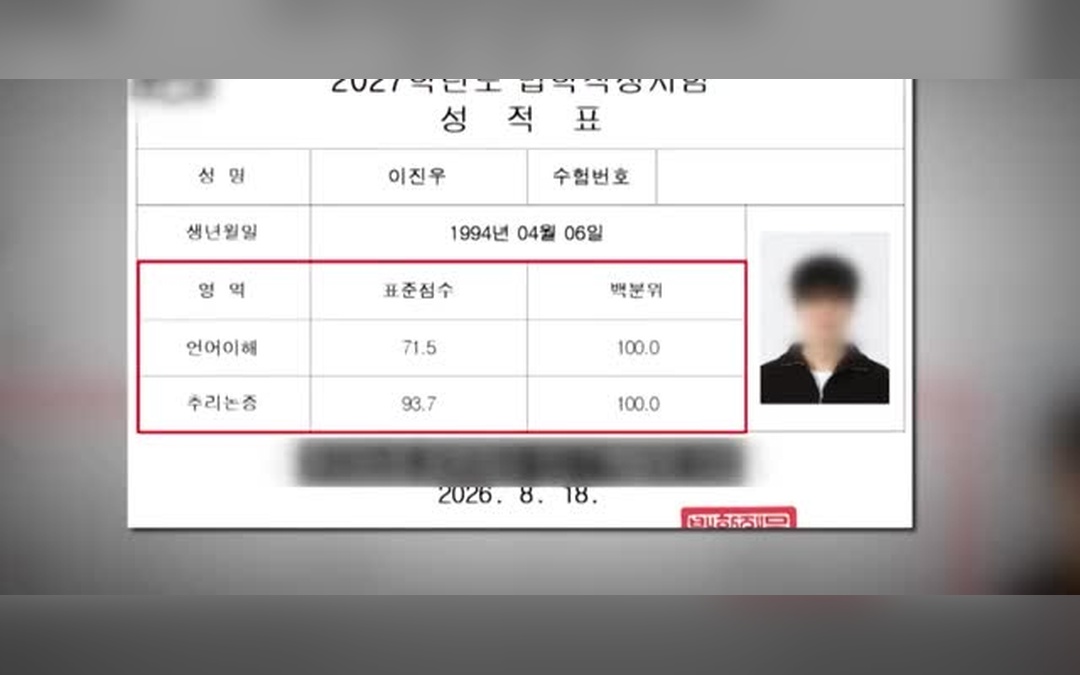 2027학년도 법학적성시험
성 적 표
성 명 이진우 수험번호
생년월일 1994년 04월 06일
영 역 표준점수 백분위
언어이해 71.5 100.0
추리논증 93.7 100.0
2026. 8. 18.